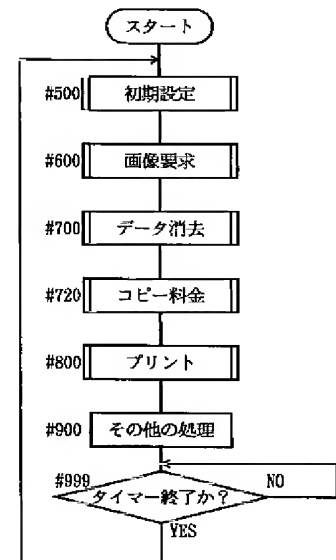 スタート
#500 初期設定
#600 画像要求
#700 データ消去
#720 コピー料金
#800 プリント
#900 その他の処理
#999 タイマー終了か? NO
YES